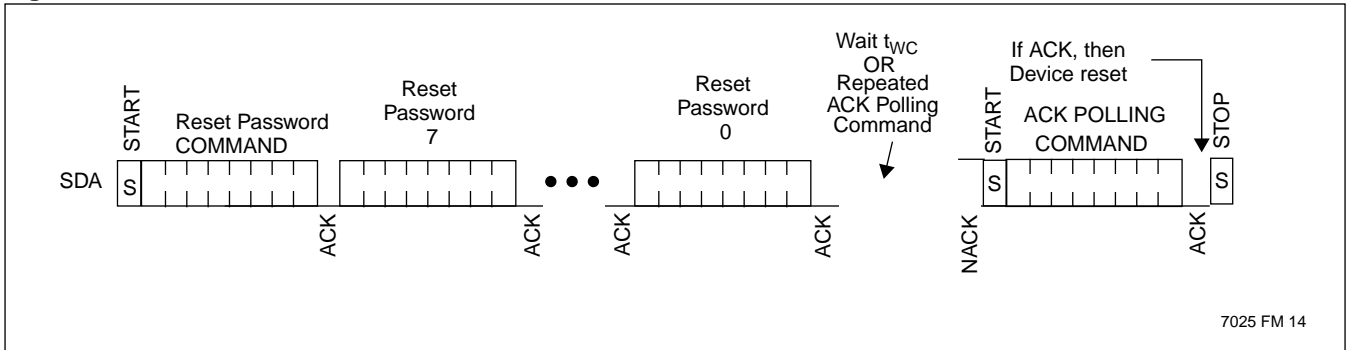 Wait tWC
OR
Repeated
ACK Polling
Command
If ACK, then
Device reset
START
Reset Password
COMMAND
Reset
Password
7
Reset
Password
0
START
ACK POLLING
COMMAND
STOP
SDA
S
S
S
ACK
ACK
ACK
ACK
NACK
ACK
7025 FM 14